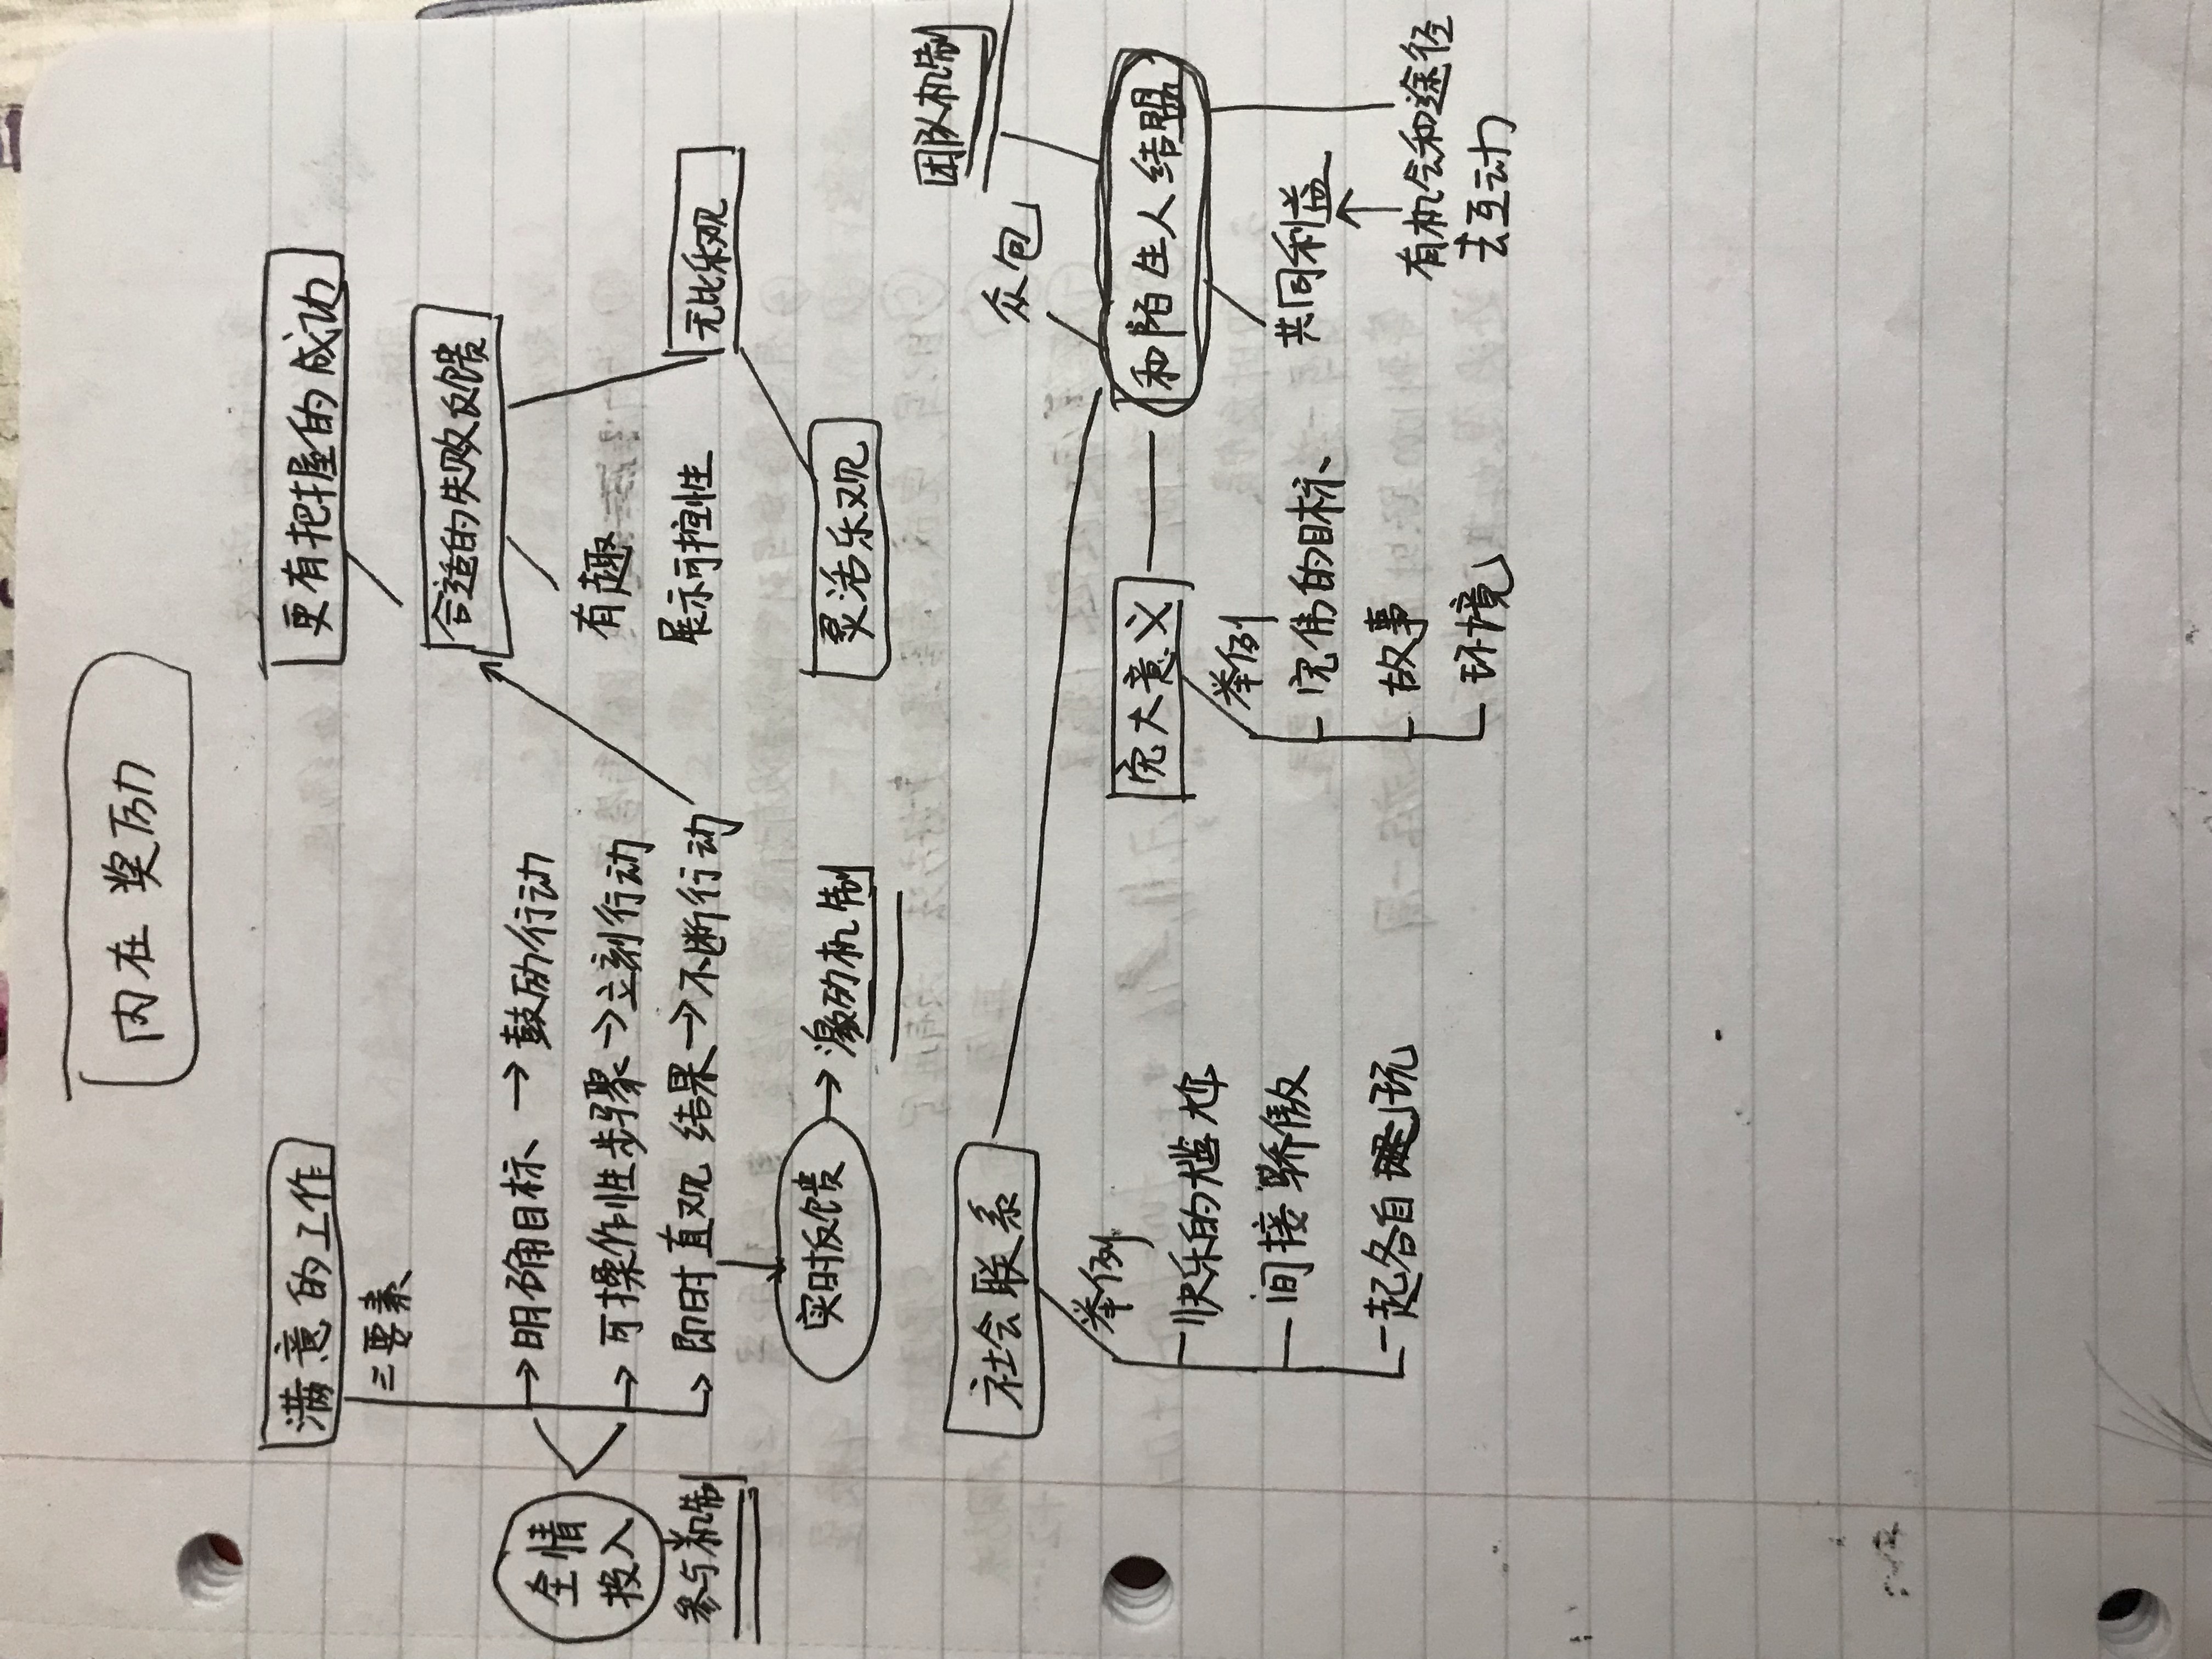 内在奖励
满意的工作
三要素
全情
投入
参与机制
明确目标 → 鼓励行动
可操作性步骤 → 立刻行动
即时直观 结果 → 不断行动
实时反馈 → 激励机制
更有把握的成功
合适的失败反馈
有趣
展示可控性
无比乐观
灵活乐观
社会联系
举例
快乐的尴尬
间接骄傲
一起各自玩
团队机制
众包
和陌生人结盟
宏大意义
举例
宏伟的目标
故事
环境
共同利益
有机会和途径
去互动